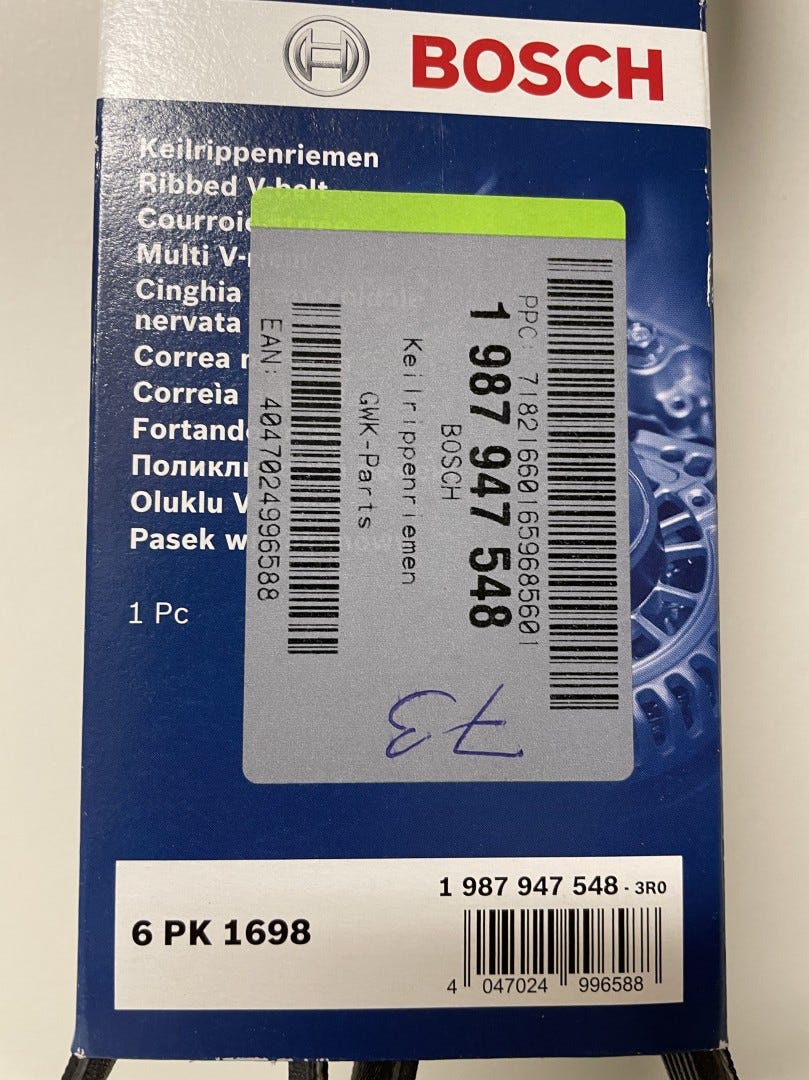 BOSCH
Keilrippenriemen
Ribbed V-belt
Courroie
Multi V-
Cinghia
nervata
Correa
Correia
Fortand
Поликл
Oluklu V
Pasek
1 Pc
PPC: 718216601659685601
1 987 947 548
BOSCH
Keilrippenriemen
GWK-Parts
EAN: 4047024996588
73
1 987 947 548 - 3R0
6 PK 1698
4 047024 996588